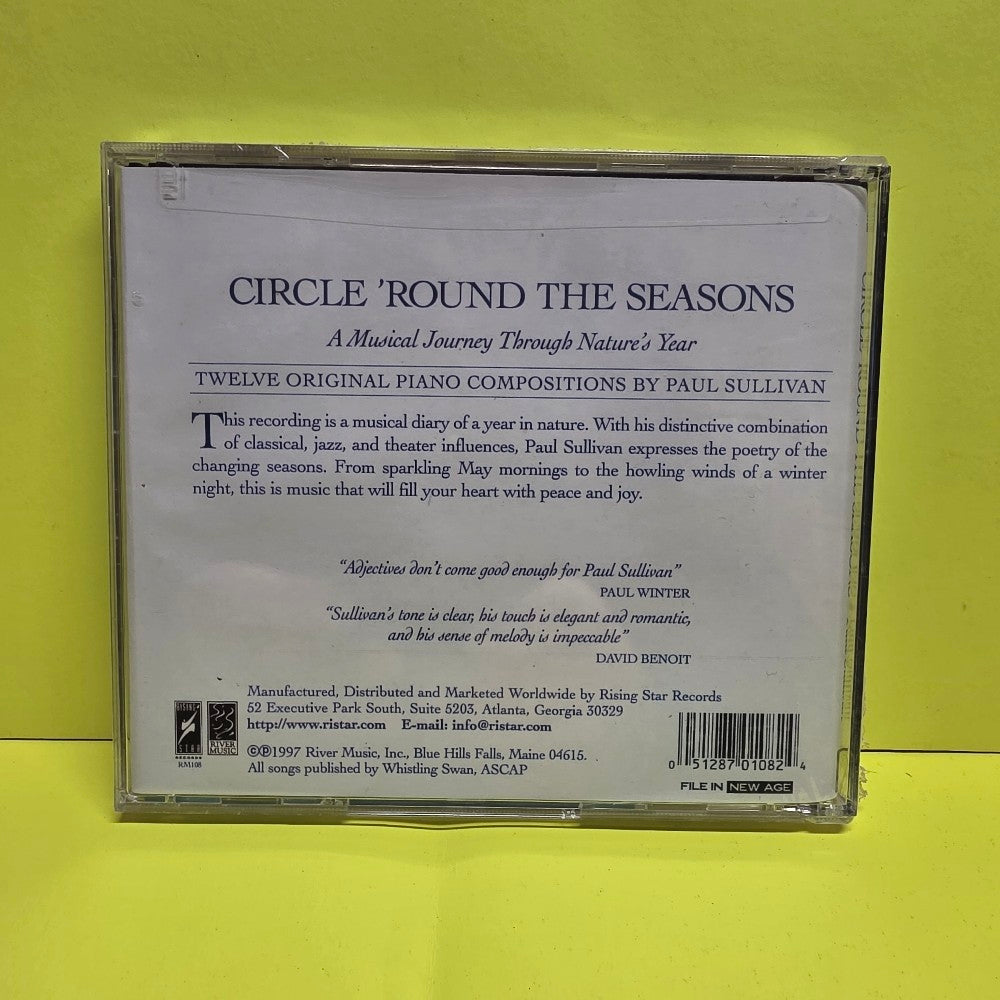 CIRCLE 'ROUND THE SEASONS
A Musical Journey Through Nature's Year
TWELVE ORIGINAL PIANO COMPOSITIONS BY PAUL SULLIVAN
This recording is a musical diary of a year in nature. With his distinctive combination
of classical, jazz, and theater influences, Paul Sullivan expresses the poetry of the
changing seasons. From sparkling May mornings to the howling winds of a winter
night, this is music that will fill your heart with peace and joy.
"Adjectives don't come good enough for Paul Sullivan"
PAUL WINTER
"Sullivan's tone is clear, his touch is elegant and romantic,
and his sense of melody is impeccable"
DAVID BENOIT
Manufactured, Distributed and Marketed Worldwide by Rising Star Records
52 Executive Park South, Suite 5203, Atlanta, Georgia 30329
http://www.ristar.com E-mail: info@ristar.com
©℗1997 River Music, Inc., Blue Hills Falls, Maine 04615.
All songs published by Whistling Swan, ASCAP
RISING
STAR
RM108
RIVER
MUSIC
0 51287 01082 4
FILE IN NEW AGE